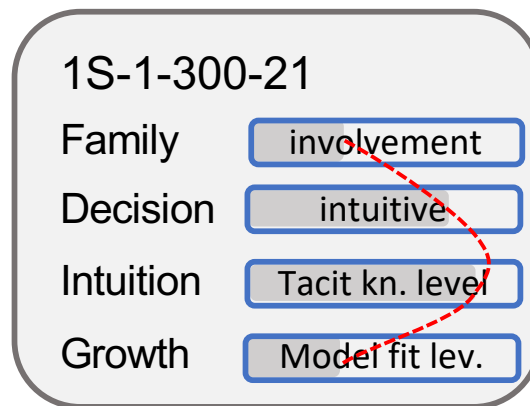 1S-1-300-21
Family involvement
Decision intuitive
Intuition Tacit kn. level
Growth Model fit lev.